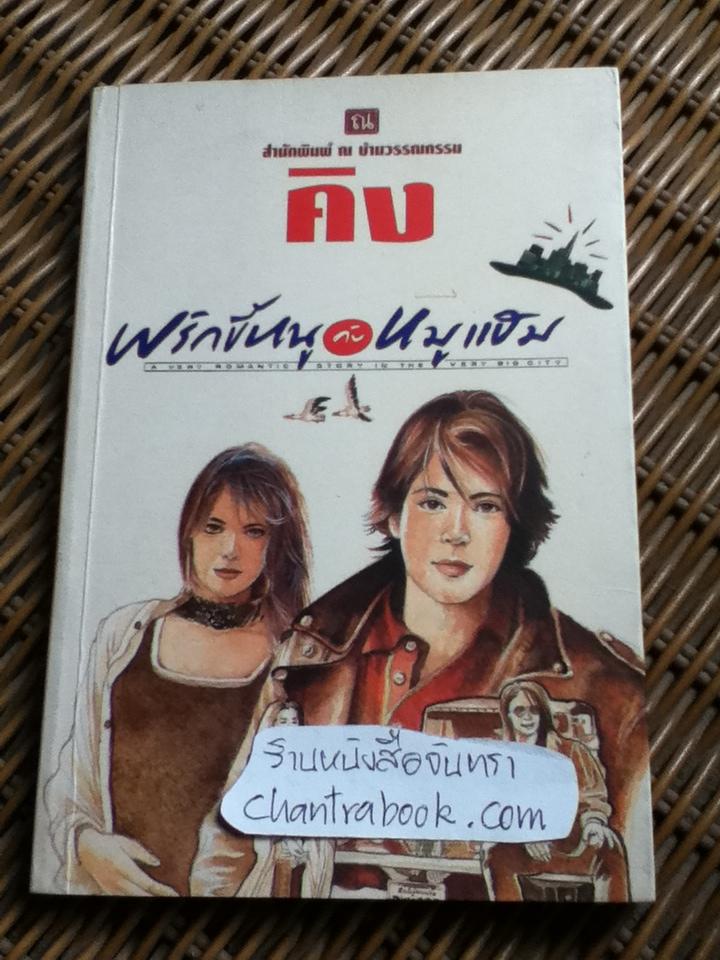 ณ
สำนักพิมพ์ ณ บ้านวรรณกรรม
คิง
พริกขี้หนูกับหมูแฮม
A VERY ROMANTIC STORY IN THE VERY BIG CITY
ร้านหนังสือจันทรา
chantrabook.com